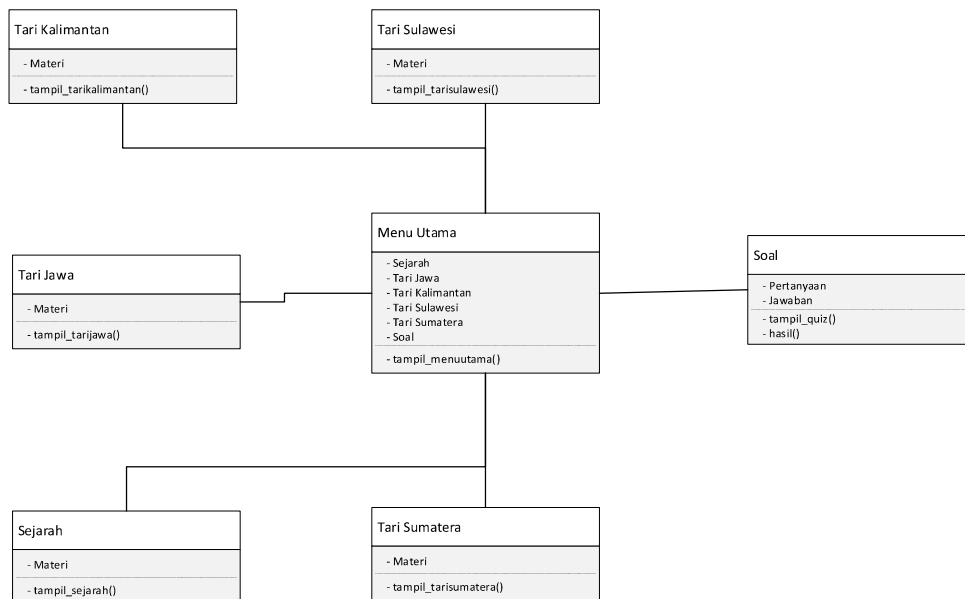 Tari Kalimantan
- Materi
- tampil_tarikalimantan()
Tari Sulawesi
- Materi
- tampil_tarisulawesi()
Menu Utama
- Sejarah
- Tari Jawa
- Tari Kalimantan
- Tari Sulawesi
- Tari Sumatera
- Soal
- tampil_menuutama()
Soal
- Pertanyaan
- Jawaban
- tampil_quiz()
- hasil()
Tari Jawa
- Materi
- tampil_tarijawa()
Sejarah
- Materi
- tampil_sejarah()
Tari Sumatera
- Materi
- tampil_tarisumatera()